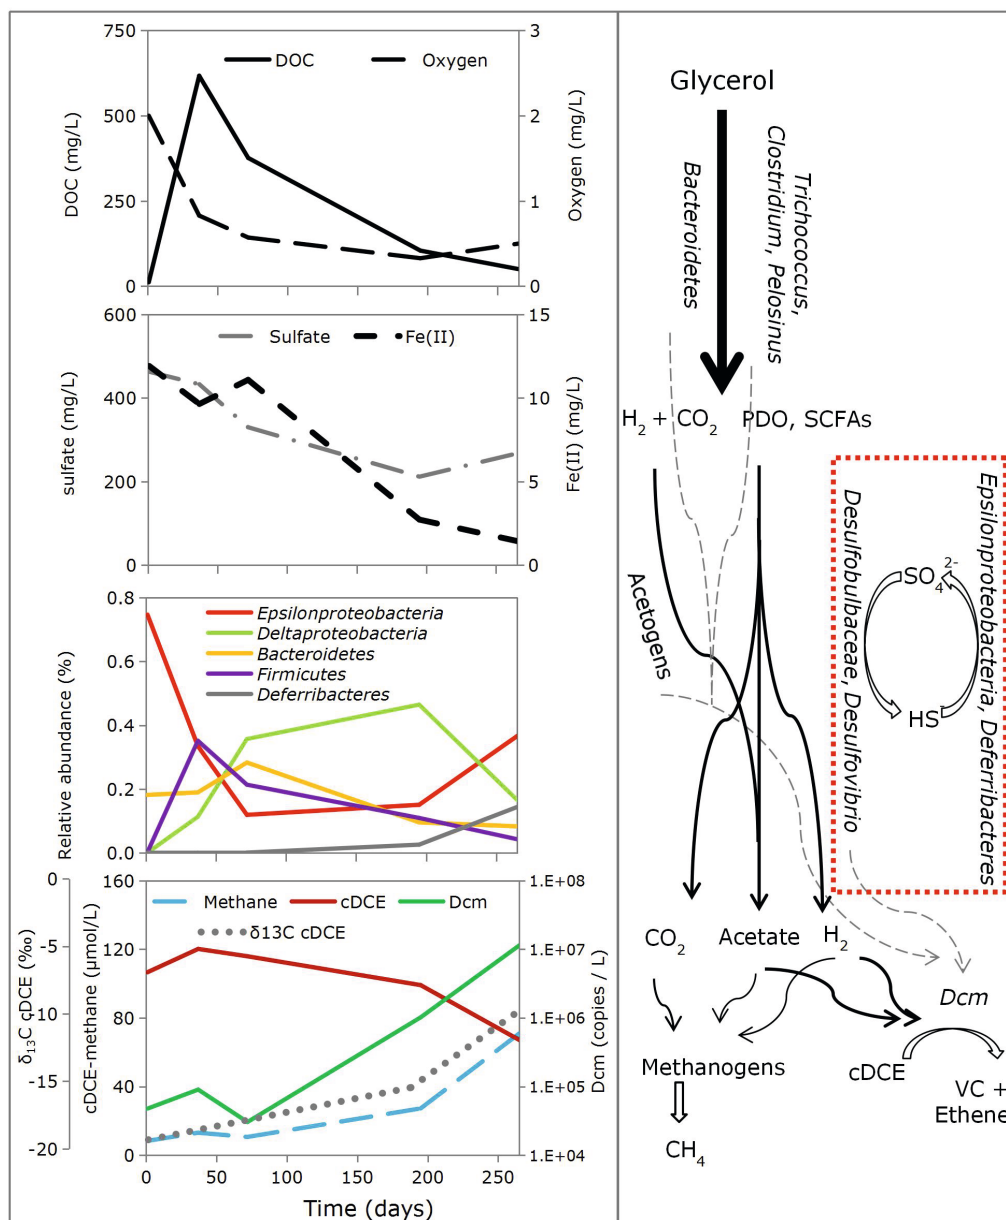 750
500
250
0
DOC (mg/L)
DOC
Oxygen
3
2
1
0
Oxygen (mg/L)
600
400
200
0
sulfate (mg/L)
Sulfate
Fe(II)
15
10
5
0
Fe(II) (mg/L)
0.8
0.6
0.4
0.2
0.0
Relative abundance (%)
Epsilonproteobacteria
Deltaproteobacteria
Bacteroidetes
Firmicutes
Deferribacteres
0
-5
-10
-15
-20
δ13C cDCE (‰)
160
120
80
40
0
cDCE-methane (µmol/L)
Methane
cDCE
Dcm
δ13C cDCE
1.E+08
1.E+07
1.E+06
1.E+05
1.E+04
Dcm (copies / L)
0 50 100 150 200 250
Time (days)
Glycerol
Bacteroidetes
Trichococcus,
Clostridium, Pelosinus
H2 + CO2
PDO, SCFAs
Acetogens
Desulfobulbaceae, Desulfovibrio
SO4 2-
HS-
Epsilonproteobacteria, Deferribacteres
CO2
Acetate
H2
Dcm
Methanogens
cDCE
VC +
Ethene
CH4